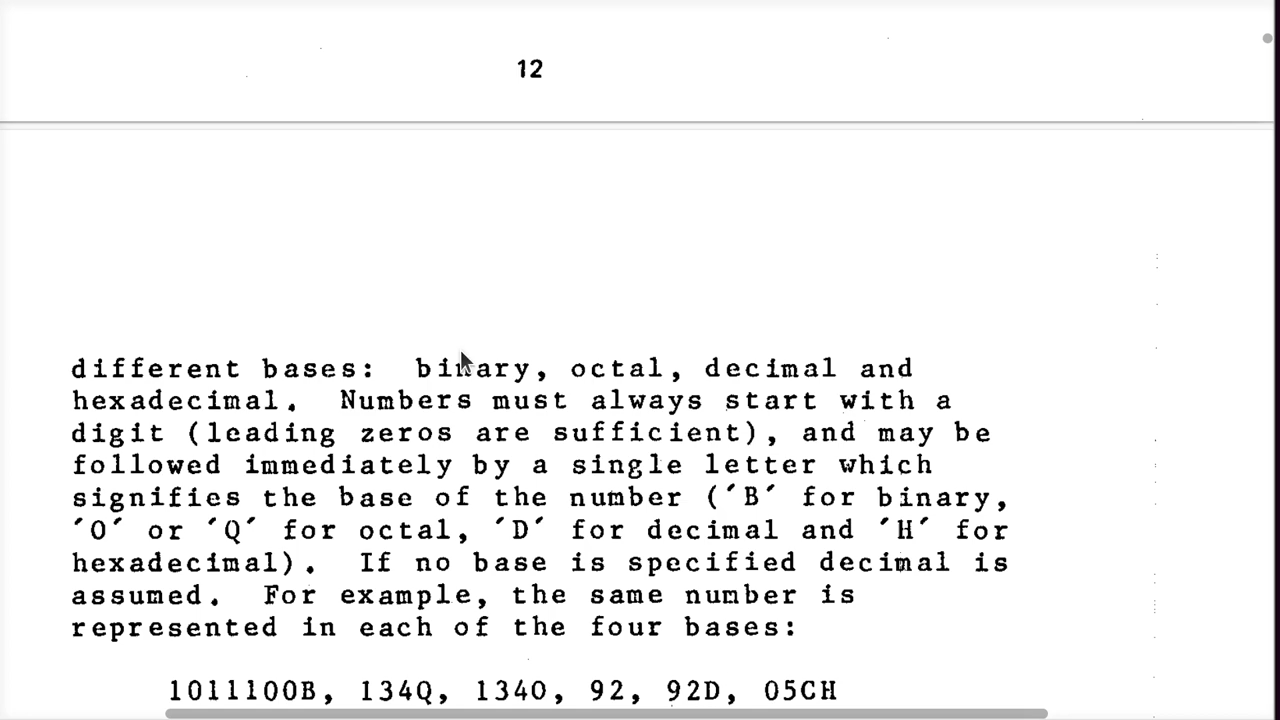 12
different bases: binary, octal, decimal and
hexadecimal. Numbers must always start with a
digit (leading zeros are sufficient), and may be
followed immediately by a single letter which
signifies the base of the number (´B´ for binary,
´O´ or ´Q´ for octal, ´D´ for decimal and ´H´ for
hexadecimal). If no base is specified decimal is
assumed. For example, the same number is
represented in each of the four bases:
1011100B, 134Q, 134O, 92, 92D, 05CH